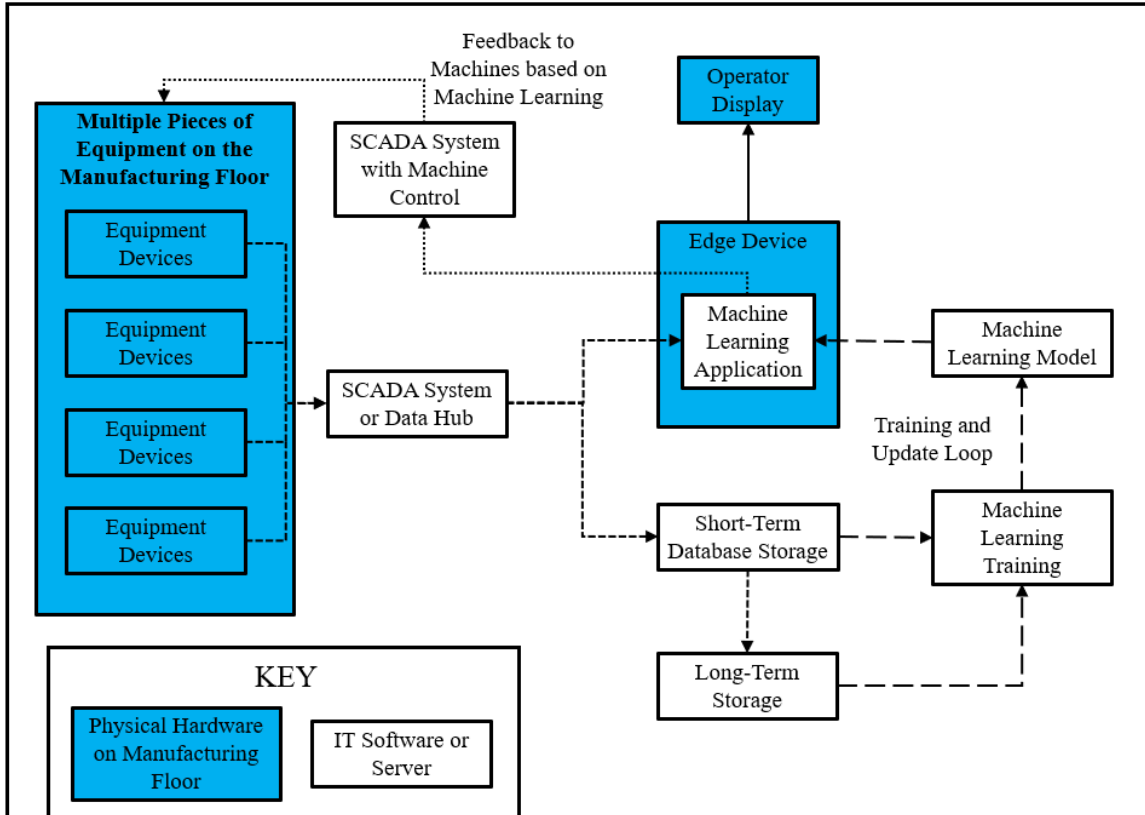 Feedback to
Machines based on
Machine Learning
Operator
Display
Multiple Pieces of
Equipment on the
Manufacturing Floor
SCADA System
with Machine
Control
Equipment
Devices
Edge Device
Equipment
Devices
Machine
Learning
Application
Machine
Learning Model
SCADA System
or Data Hub
Equipment
Devices
Training and
Update Loop
Equipment
Devices
Short-Term
Database Storage
Machine
Learning
Training
Long-Term
Storage
KEY
Physical Hardware
on Manufacturing
Floor
IT Software or
Server